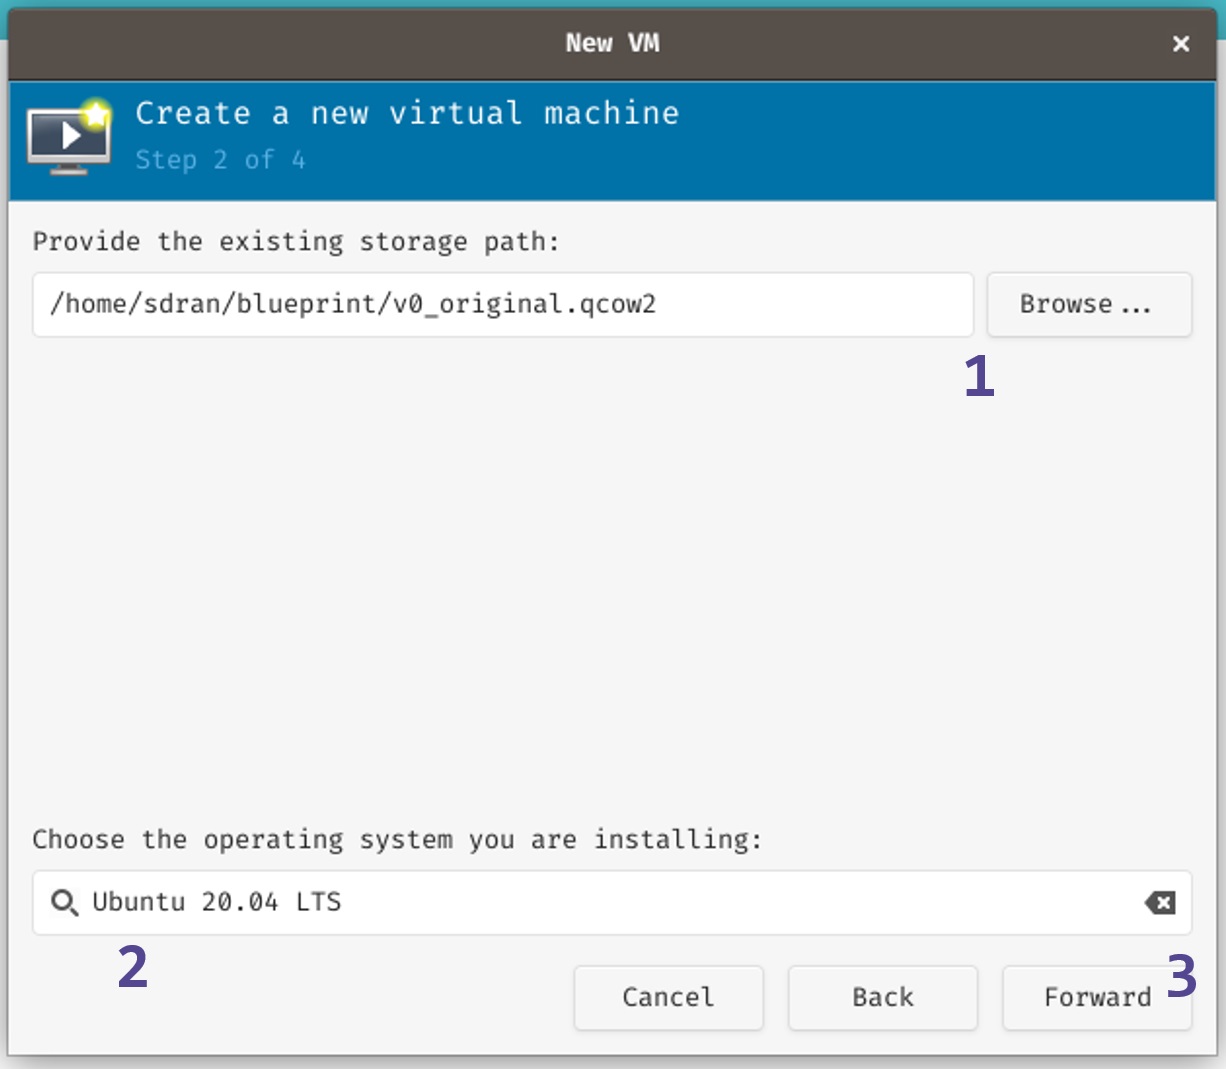 New VM
Create a new virtual machine
Step 2 of 4
Provide the existing storage path:
/home/sdran/blueprint/v0_original.qcow2
Browse...
1
Choose the operating system you are installing:
Ubuntu 20.04 LTS
2
3
Cancel
Back
Forward